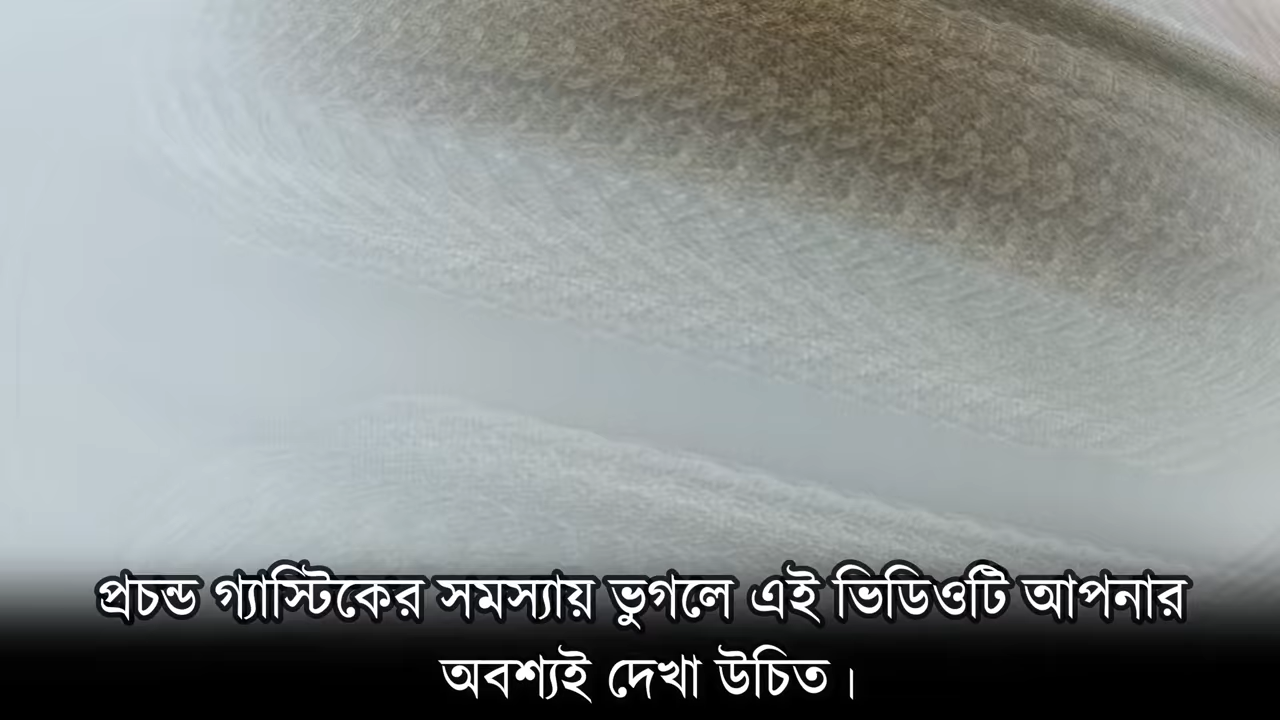 প্রচন্ড গ্যাস্টিকের সমস্যায় ভুগলে এই ভিডিওটি আপনার
অবশ্যই দেখা উচিত।